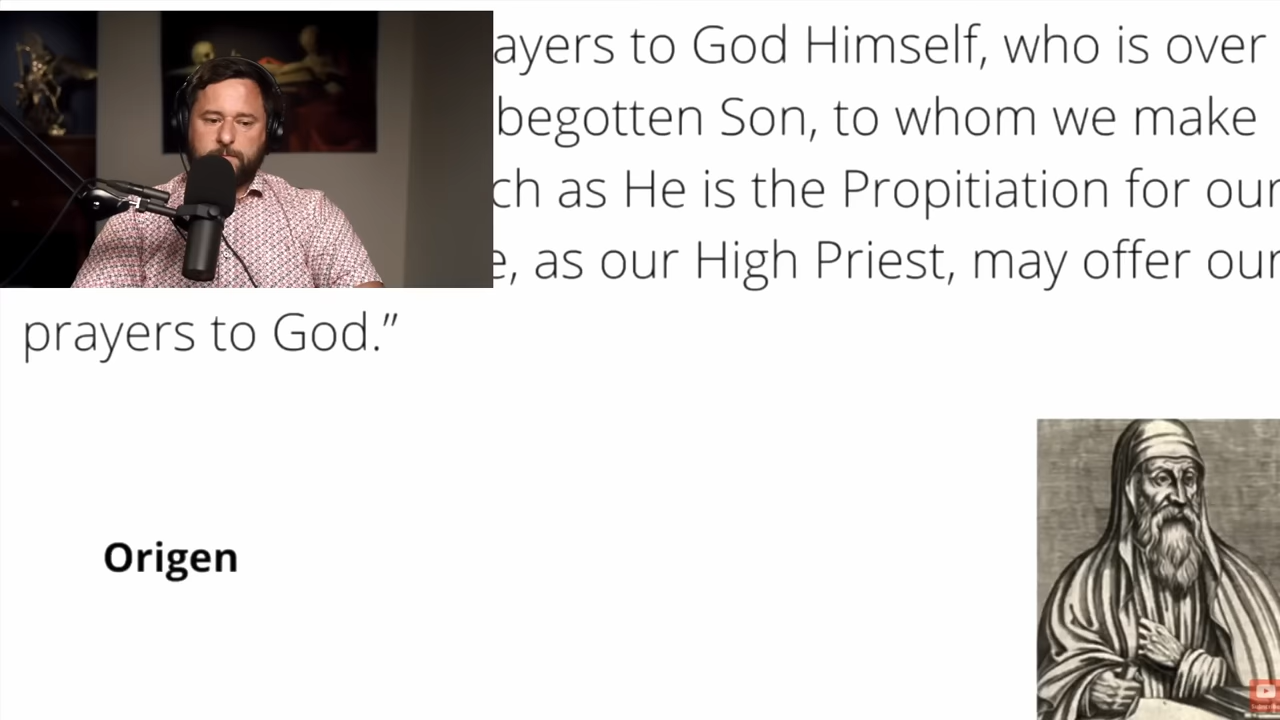 ayers to God Himself, who is over
begotten Son, to whom we make
ch as He is the Propitiation for our
e, as our High Priest, may offer our
prayers to God.”
Origen